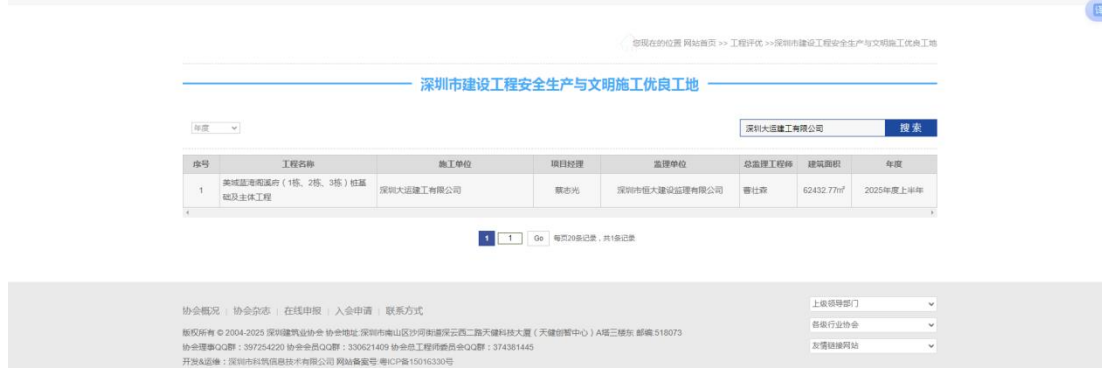 您现在的位置 网站首页 >> 工程评优 >>深圳市建设工程安全生产与文明施工优良工地
深圳市建设工程安全生产与文明施工优良工地
年度
深圳大运建工有限公司 搜 索
序号 工程名称 施工单位 项目经理 监理单位 总监理工程师 建筑面积 年度
1 美城蓝湾阁溪府（1栋、2栋、3栋）桩基 深圳大运建工有限公司 蔡志光 深圳市恒大建设监理有限公司 曹社森 62432.77m² 2025年度上半年
础及主体工程
1 1 Go 每页20条记录，共1条记录
协会概况 | 协会杂志 | 在线申报 | 入会申请 | 联系方式
上级领导部门
版权所有 © 2004-2025 深圳建筑业协会 协会地址:深圳市南山区沙河街道深云西二路天健科技大厦（天健创智中心）A塔三楼东 邮编:518073
各级行业协会
协会理事QQ群：397254220 协会会员QQ群：330621409 协会总工程师委员会QQ群：374381445
友情链接网站
开发&运维：深圳市科筑信息技术有限公司 网站备案号:粤ICP备15016330号